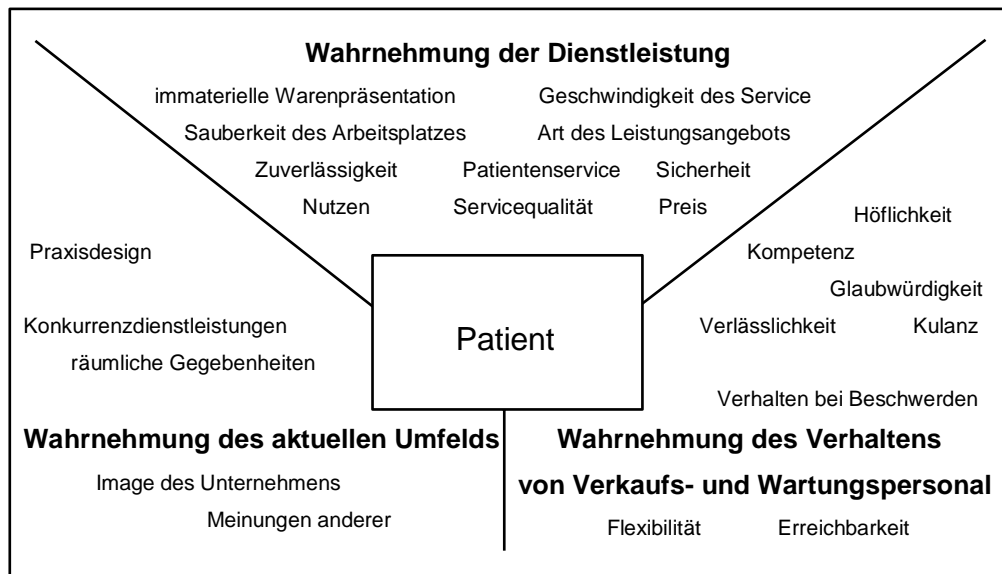 Wahrnehmung der Dienstleistung
immaterielle Warenpräsentation
Geschwindigkeit des Service
Sauberkeit des Arbeitsplatzes
Art des Leistungsangebots
Zuverlässigkeit
Patientenservice
Sicherheit
Nutzen
Servicequalität
Preis
Praxisdesign
Konkurrenzdienstleistungen
räumliche Gegebenheiten
Wahrnehmung des aktuellen Umfelds
Image des Unternehmens
Meinungen anderer
Patient
Höflichkeit
Kompetenz
Glaubwürdigkeit
Verlässlichkeit
Kulanz
Verhalten bei Beschwerden
Wahrnehmung des Verhaltens
von Verkaufs- und Wartungspersonal
Flexibilität
Erreichbarkeit